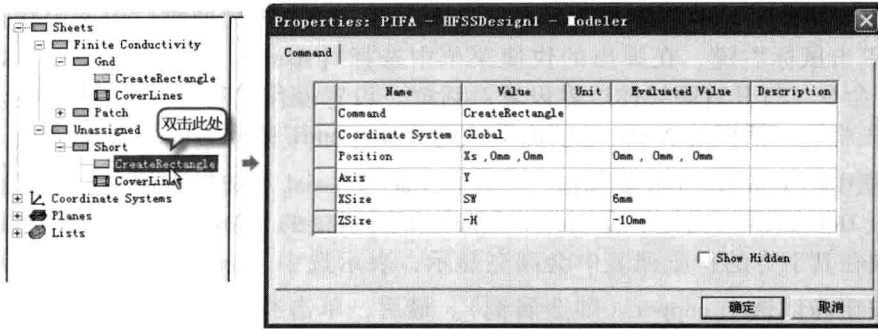 Sheets
Finite Conductivity
Gnd
CreateRectangle
CoverLines
Patch
Unassigned
双击此处
Short
CreateRectangle
CoverLines
Coordinate Systems
Planes
Lists
Properties: PIFA - HFSSDesign1 - Modeler
Command
Name Value Unit Evaluated Value Description
Command CreateRectangle
Coordinate System Global
Position Xs ,0mm ,0mm 0mm , 0mm , 0mm
Axis Y
XSize SW 6mm
ZSize -H -10mm
Show Hidden
确定 取消